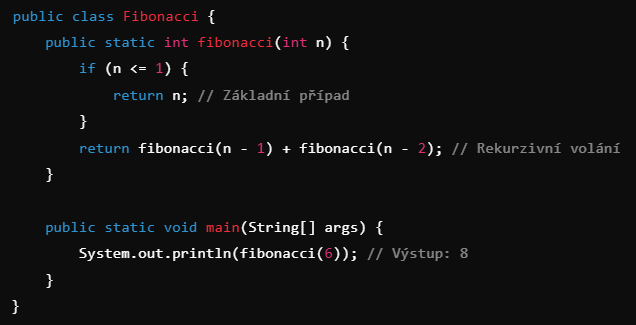 public class Fibonacci {
    public static int fibonacci(int n) {
        if (n <= 1) {
            return n; // Základní případ
        }
        return fibonacci(n - 1) + fibonacci(n - 2); // Rekurzivní volání
    }

    public static void main(String[] args) {
        System.out.println(fibonacci(6)); // Výstup: 8
    }
}